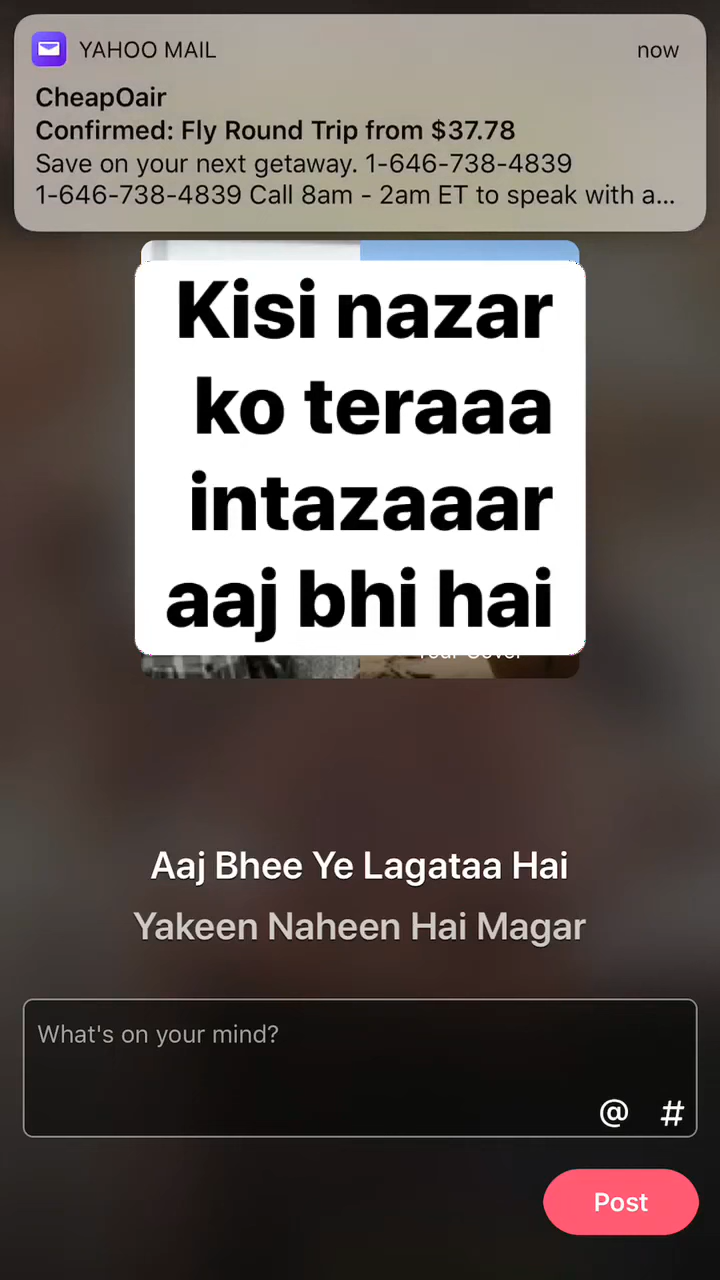 YAHOO MAIL now
CheapOair
Confirmed: Fly Round Trip from $37.78
Save on your next getaway. 1-646-738-4839
1-646-738-4839 Call 8am - 2am ET to speak with a...
Kisi nazar
ko teraaa
intazaaar
aaj bhi hai
Your Cover
Aaj Bhee Ye Lagataa Hai
Yakeen Naheen Hai Magar
What's on your mind?
@ #
Post